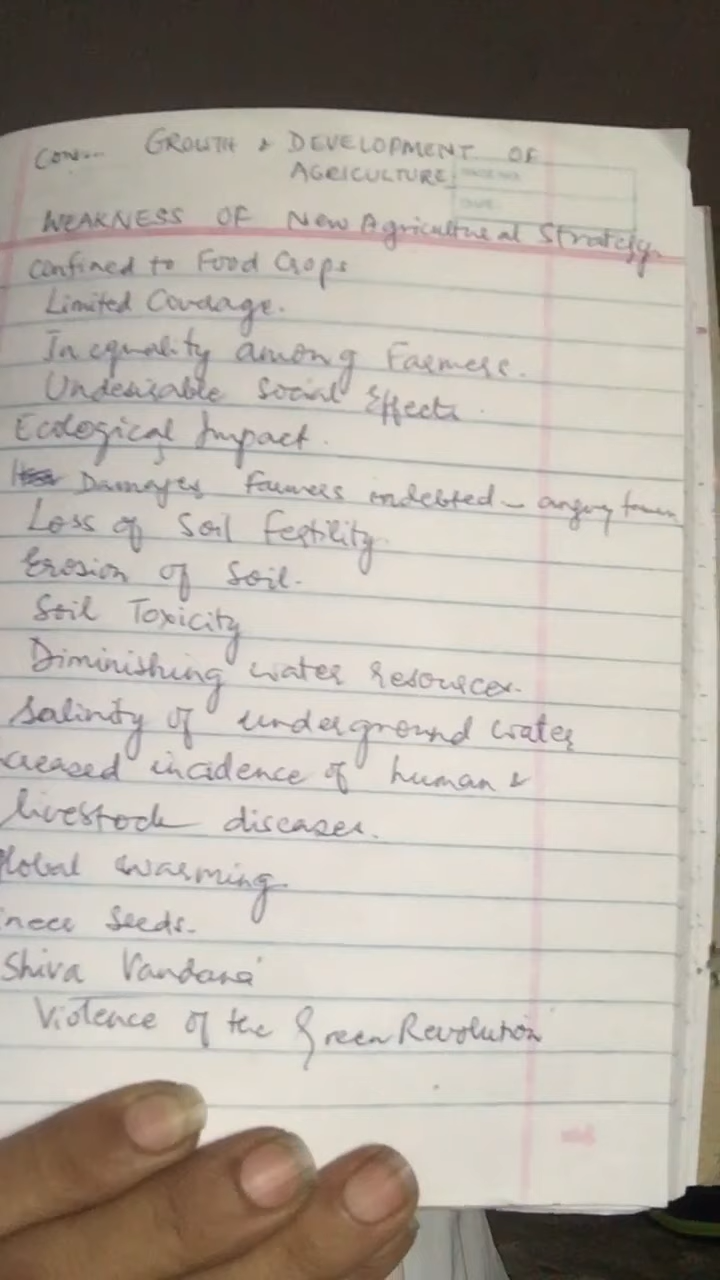 Con... GROWTH & DEVELOPMENT OF
AGRICULTURE
WEAKNESS OF New Agricultural Strategy
Confined to Food Crops
Limited Coverage.
Inequality among Farmers.
Undesirable Social Effects.
Ecological Impact.
Damages farmers indebted - angry
Loss of Soil Fertility.
Erosion of Soil.
Soil Toxicity
Diminishing water resources.
Salinity of underground water
creased incidence of human &
livestock diseases.
lobal warming
Seeds.
Shiva Vandana
Violence of the Green Revolution